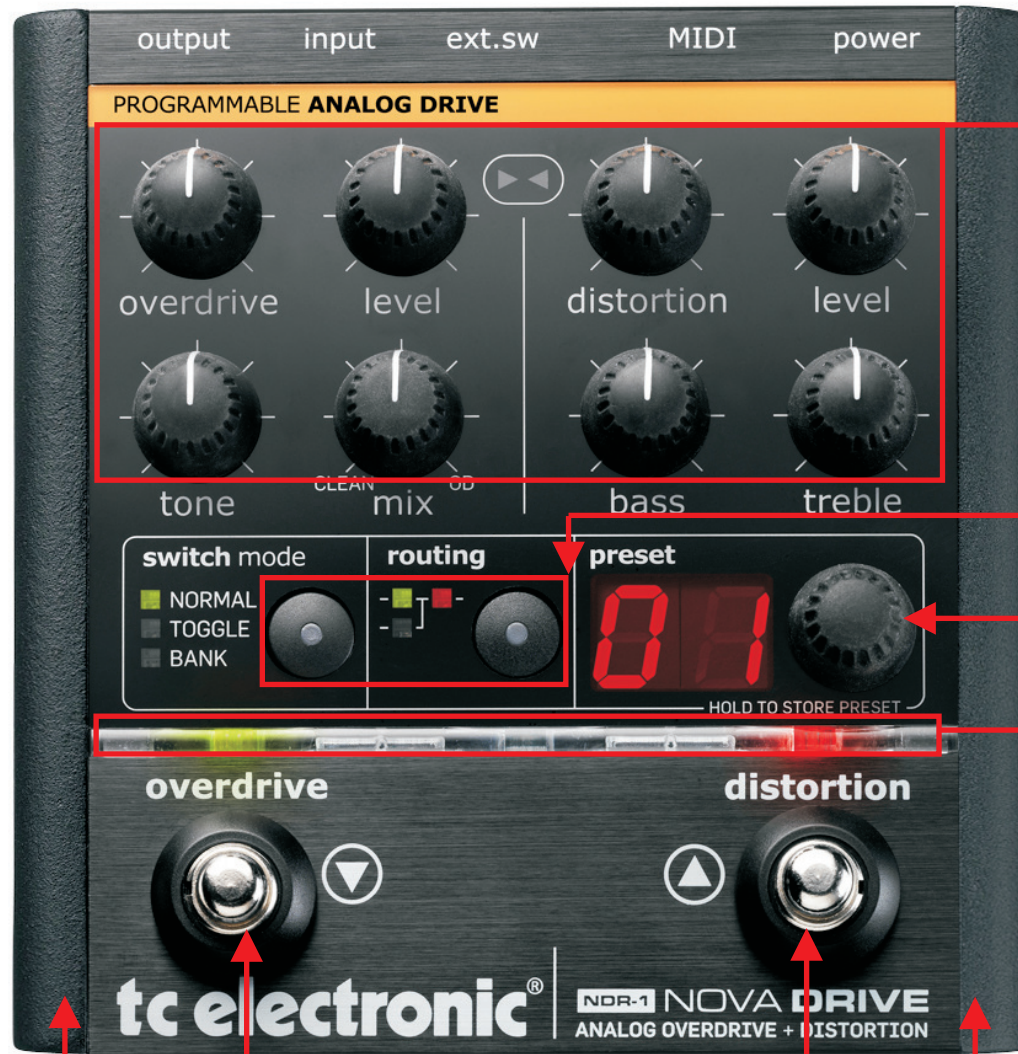 output input ext.sw MIDI power
PROGRAMMABLE ANALOG DRIVE
overdrive level distortion level
CLEAN OD
tone mix bass treble
switch mode routing preset
NORMAL
TOGGLE
BANK
01
HOLD TO STORE PRESET
overdrive distortion
tc electronic®
NDR-1 NOVA DRIVE
ANALOG OVERDRIVE + DISTORTION